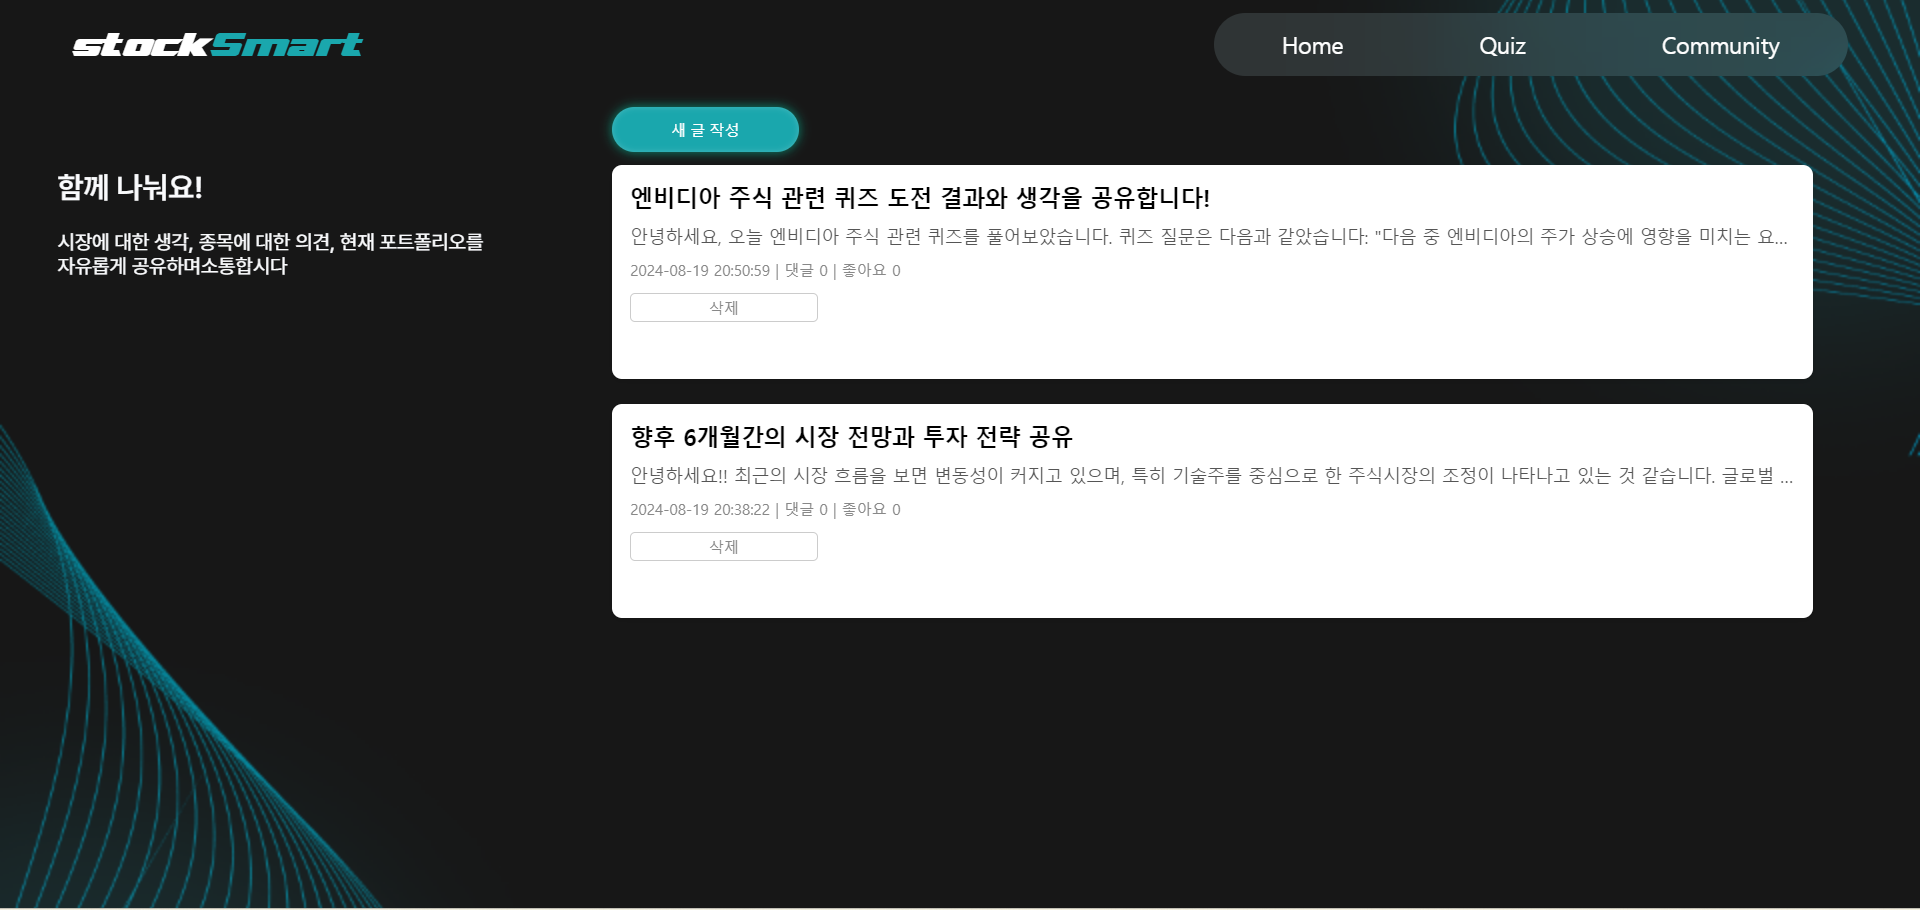 stockSmart
Home Quiz Community
새 글 작성
함께 나눠요!
시장에 대한 생각, 종목에 대한 의견, 현재 포트폴리오를
자유롭게 공유하며소통합시다
엔비디아 주식 관련 퀴즈 도전 결과와 생각을 공유합니다!
안녕하세요, 오늘 엔비디아 주식 관련 퀴즈를 풀어보았습니다. 퀴즈 질문은 다음과 같았습니다: "다음 중 엔비디아의 주가 상승에 영향을 미치는 요...
2024-08-19 20:50:59 | 댓글 0 | 좋아요 0
삭제
향후 6개월간의 시장 전망과 투자 전략 공유
안녕하세요!! 최근의 시장 흐름을 보면 변동성이 커지고 있으며, 특히 기술주를 중심으로 한 주식시장의 조정이 나타나고 있는 것 같습니다. 글로벌 ...
2024-08-19 20:38:22 | 댓글 0 | 좋아요 0
삭제